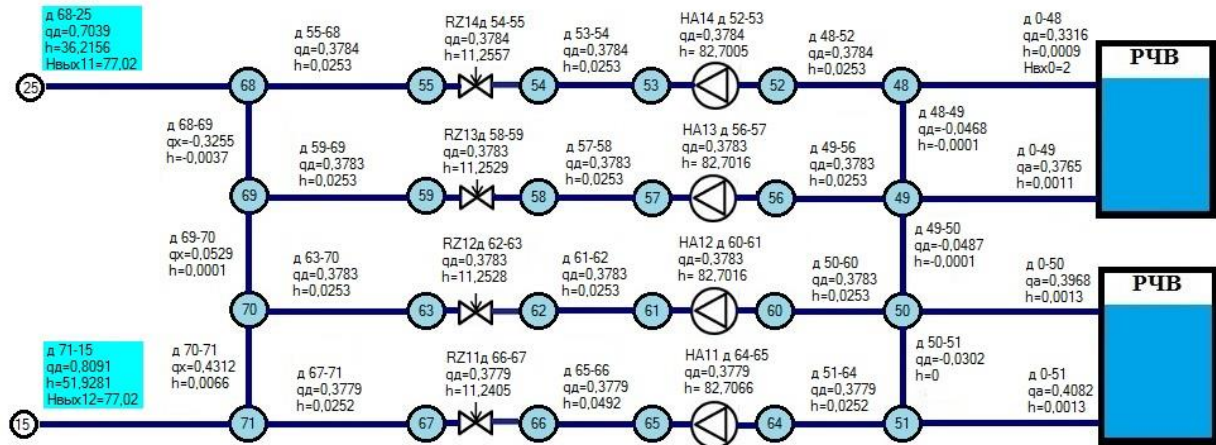 д 68-25
qд=0,7039
h=36,2156
Нвых11=77,02
д 55-68
qд=0,3784
h=0,0253
RZ14д 54-55
qд=0,3784
h=11,2557
д 53-54
qд=0,3784
h=0,0253
НА14 д 52-53
qд=0,3784
h= 82,7005
д 48-52
qд=0,3784
h=0,0253
д 0-48
qд=0,3316
h=0,0009
Нвх0=2
РЧВ
25
68
55
54
53
52
48
д 68-69
qх=-0,3255
h=-0,0037
д 59-69
qд=0,3783
h=0,0253
RZ13д 58-59
qд=0,3783
h=11,2529
д 57-58
qд=0,3783
h=0,0253
НА13 д 56-57
qд=0,3783
h= 82,7016
д 49-56
qд=0,3783
h=0,0253
д 48-49
qд=-0,0468
h=-0,0001
д 0-49
qа=0,3765
h=0,0011
69
59
58
57
56
49
д 69-70
qх=0,0529
h=0,0001
д 63-70
qд=0,3783
h=0,0253
RZ12д 62-63
qд=0,3783
h=11,2528
д 61-62
qд=0,3783
h=0,0253
НА12 д 60-61
qд=0,3783
h= 82,7016
д 50-60
qд=0,3783
h=0,0253
д 49-50
qд=-0,0487
h=-0,0001
д 0-50
qа=0,3968
h=0,0013
РЧВ
70
63
62
61
60
50
д 71-15
qд=0,8091
h=51,9281
Нвых12=77,02
д 70-71
qх=0,4312
h=0,0066
д 67-71
qд=0,3779
h=0,0252
RZ11д 66-67
qд=0,3779
h=11,2405
д 65-66
qд=0,3779
h=0,0492
НА11 д 64-65
qд=0,3779
h= 82,7066
д 51-64
qд=0,3779
h=0,0252
д 50-51
qд=-0,0302
h=0
д 0-51
qа=0,4082
h=0,0013
15
71
67
66
65
64
51